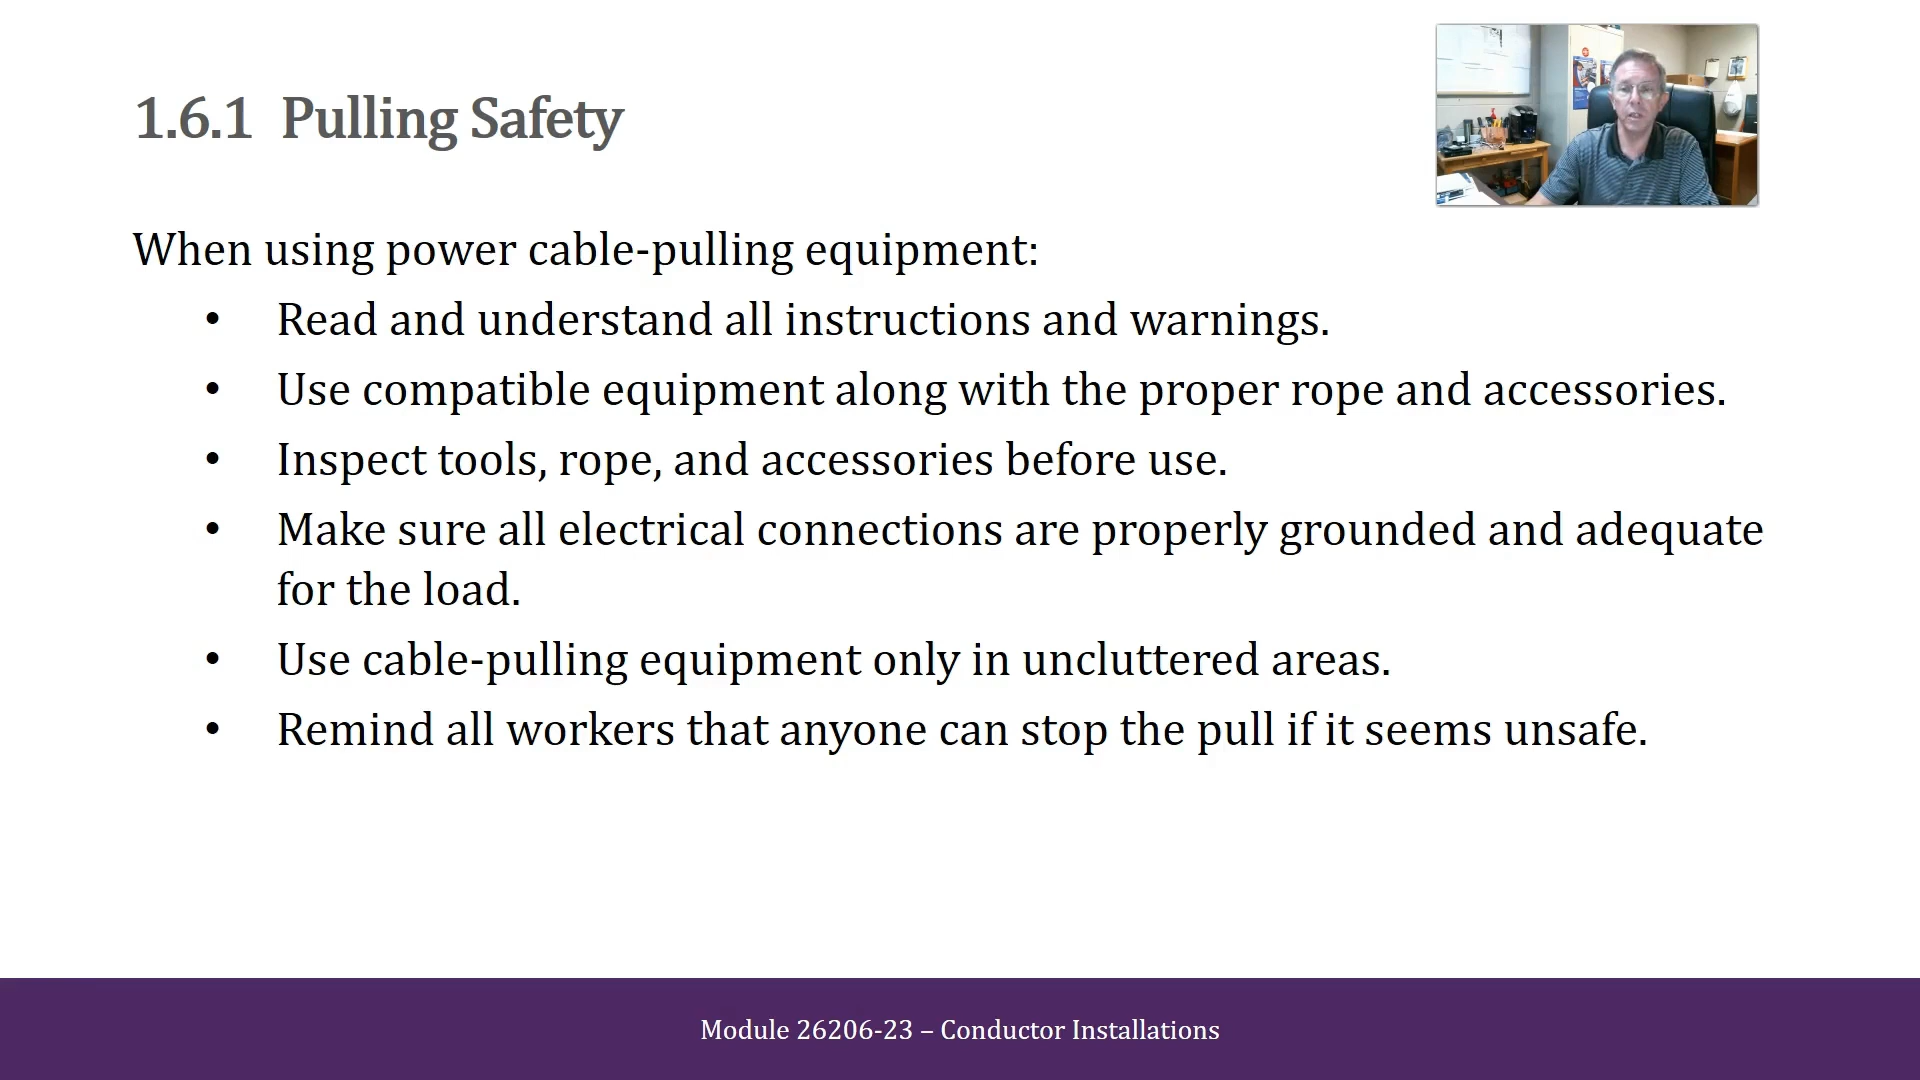 1.6.1 Pulling Safety
When using power cable-pulling equipment:
• Read and understand all instructions and warnings.
• Use compatible equipment along with the proper rope and accessories.
• Inspect tools, rope, and accessories before use.
• Make sure all electrical connections are properly grounded and adequate
for the load.
• Use cable-pulling equipment only in uncluttered areas.
• Remind all workers that anyone can stop the pull if it seems unsafe.
Module 26206-23 – Conductor Installations